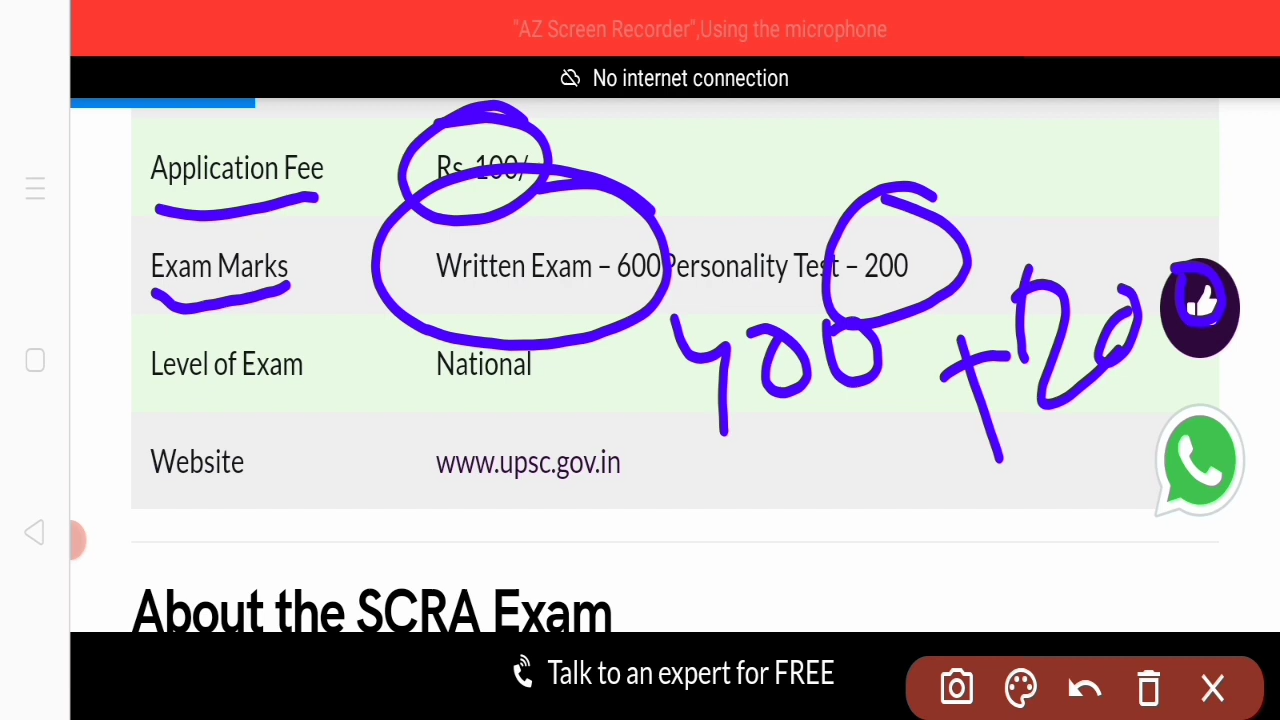 "AZ Screen Recorder",Using the microphone
No internet connection
Application Fee Rs. 100/-
Exam Marks Written Exam – 600 Personality Test – 200
400 + 200
Level of Exam National
Website www.upsc.gov.in
About the SCRA Exam
Talk to an expert for FREE